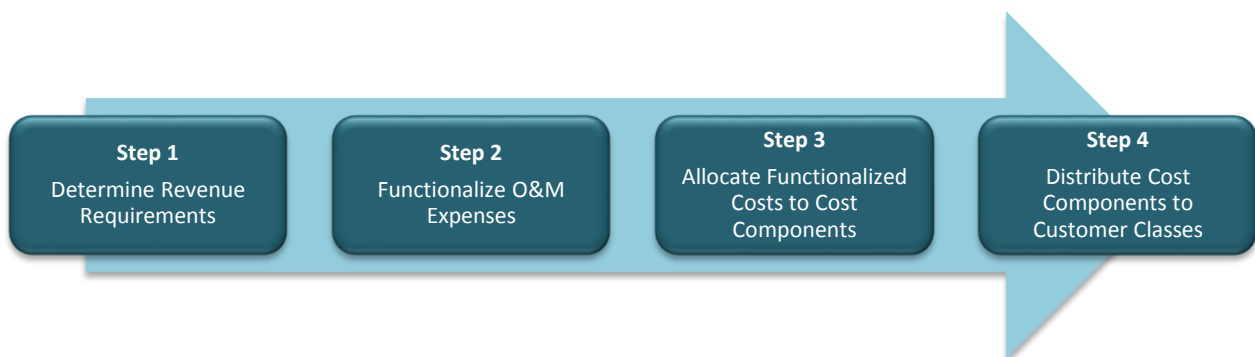 Step 1
Determine Revenue
Requirements
Step 2
Functionalize O&M
Expenses
Step 3
Allocate Functionalized
Costs to Cost
Components
Step 4
Distribute Cost
Components to
Customer Classes